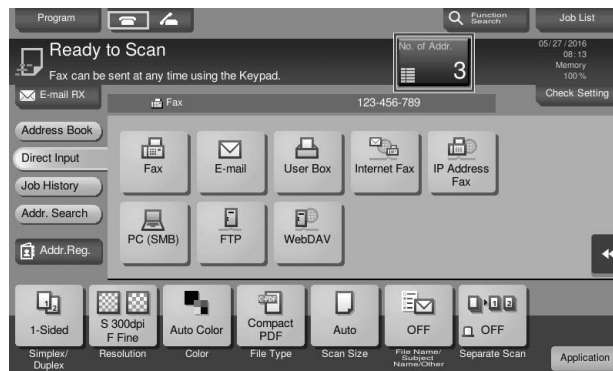 Program
Function
Search
Job List
Ready to Scan
Fax can be sent at any time using the Keypad.
No. of Addr.
3
05/27/2016
08:13
Memory
100%
E-mail RX
Fax
123-456-789
Check Setting
Address Book
Direct Input
Job History
Addr. Search
Addr.Reg.
Fax
E-mail
User Box
Internet Fax
IP Address
Fax
PC (SMB)
FTP
WebDAV
1-Sided
S 300dpi
F Fine
Auto Color
Compact
PDF
Auto
OFF
OFF
Simplex/
Duplex
Resolution
Color
File Type
Scan Size
File Name/
Subject
Name/Other
Separate Scan
Application